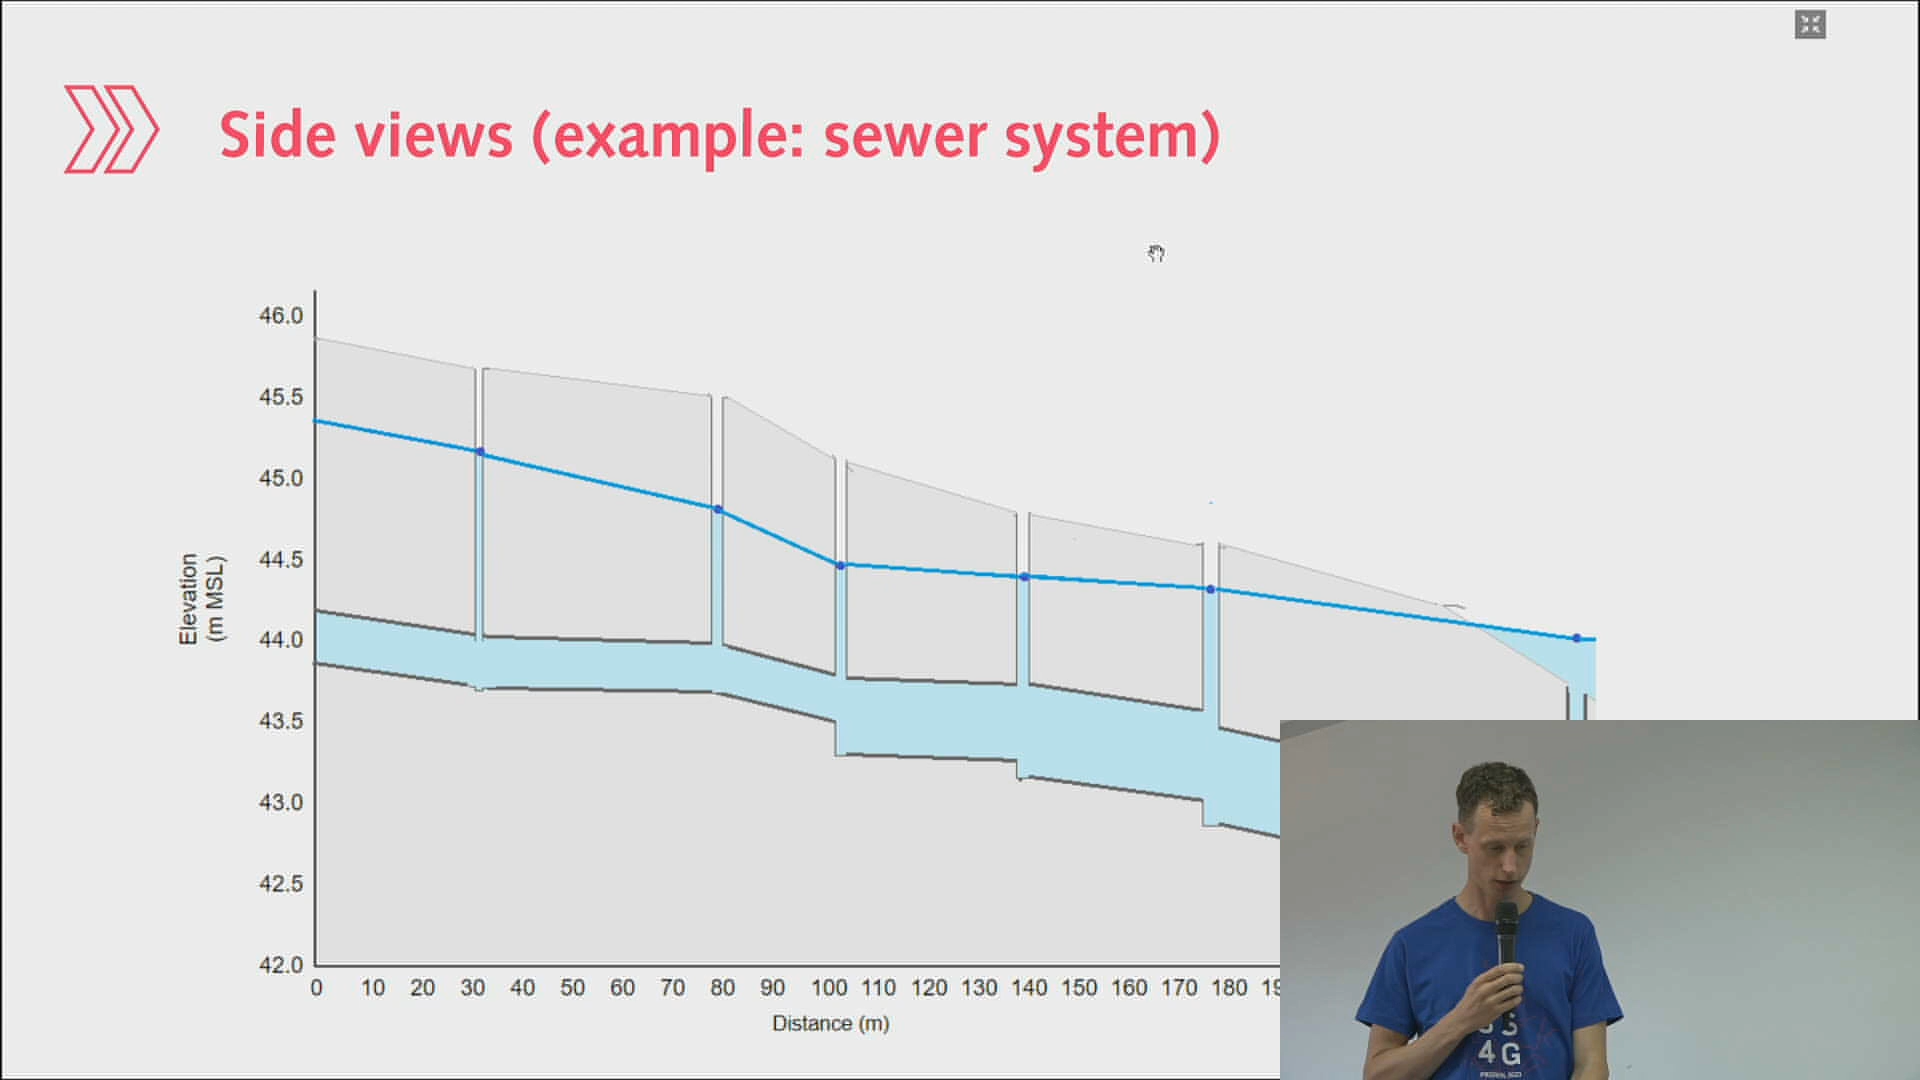 Side views (example: sewer system)
46.0
45.5
45.0
44.5
44.0
43.5
43.0
42.5
42.0
Elevation
(m MSL)
0 10 20 30 40 50 60 70 80 90 100 110 120 130 140 150 160 170 180
Distance (m)
4G